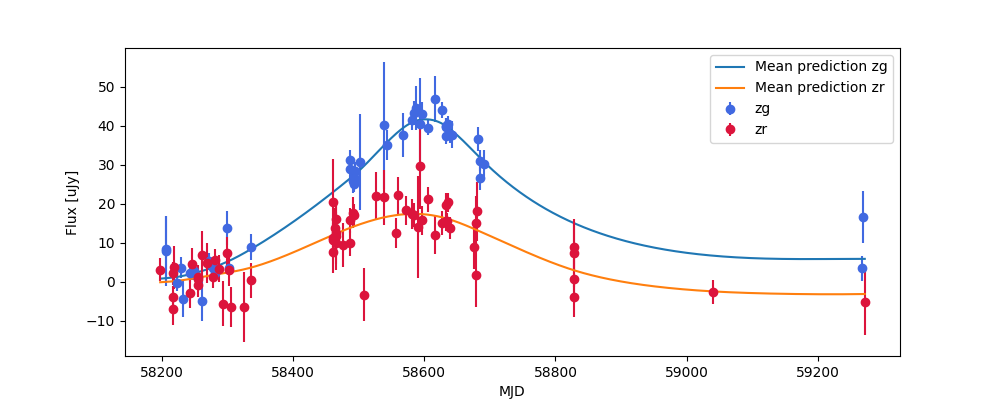 Mean prediction zg
Mean prediction zr
zg
zr
Flux [uJy]
50
40
30
20
10
0
−10
58200
58400
58600
58800
59000
59200
MJD